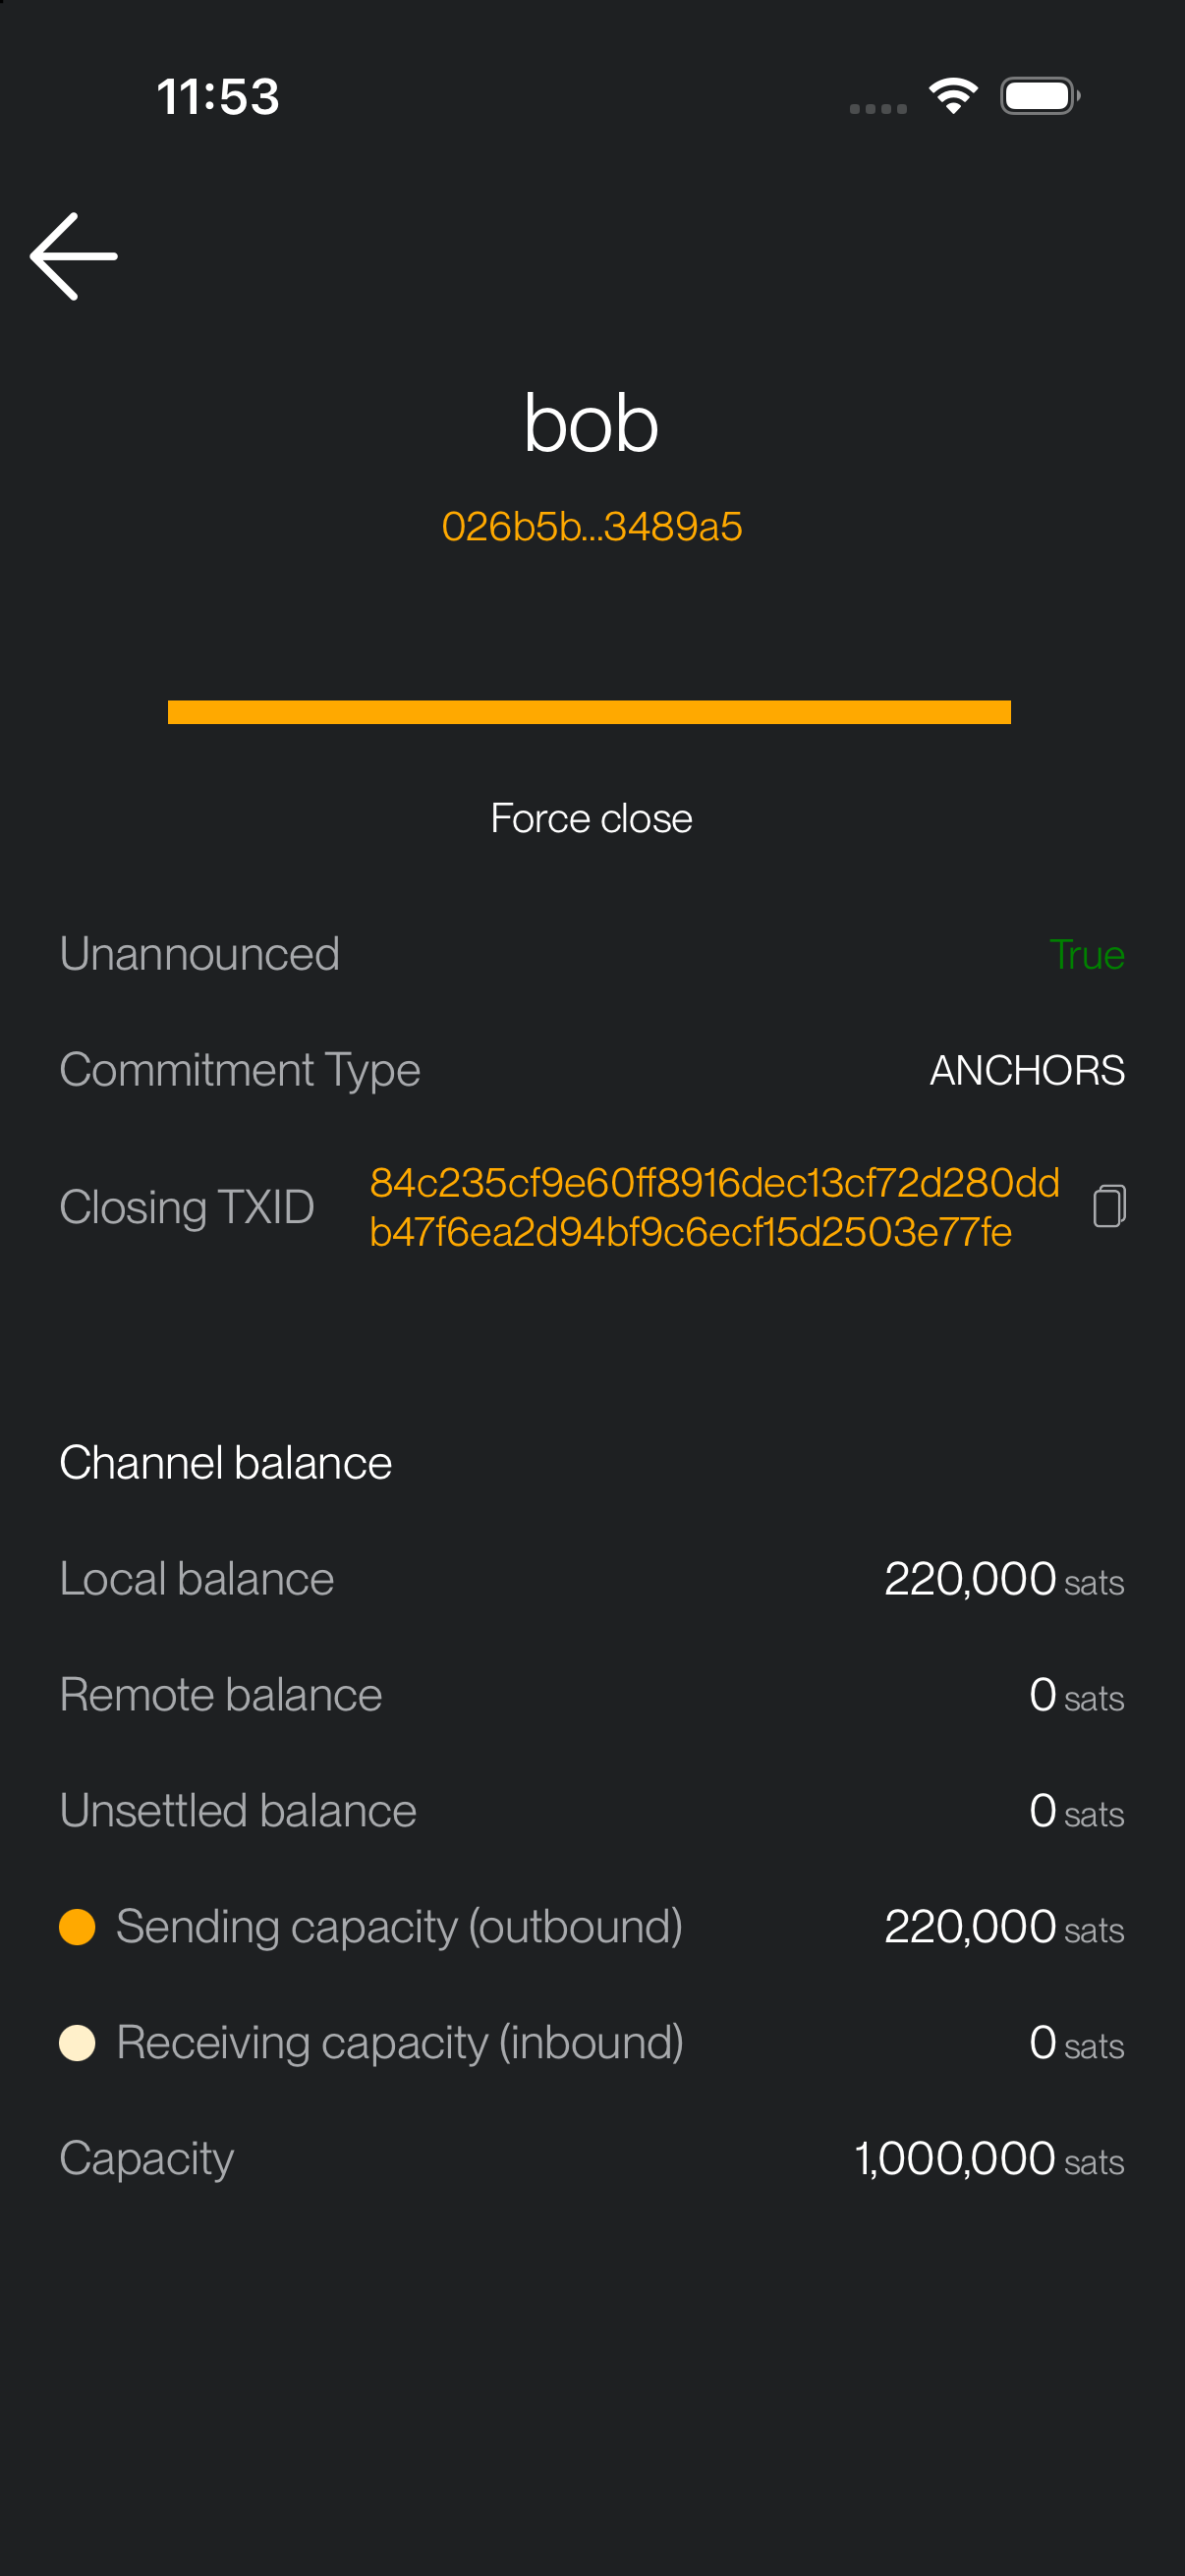 11:53
bob
026b5b...3489a5
Force close
Unannounced True
Commitment Type ANCHORS
Closing TXID 84c235cf9e60ff8916dec13cf72d280dd
b47f6ea2d94bf9c6ecf15d2503e77fe
Channel balance
Local balance 220,000 sats
Remote balance 0 sats
Unsettled balance 0 sats
Sending capacity (outbound) 220,000 sats
Receiving capacity (inbound) 0 sats
Capacity 1,000,000 sats